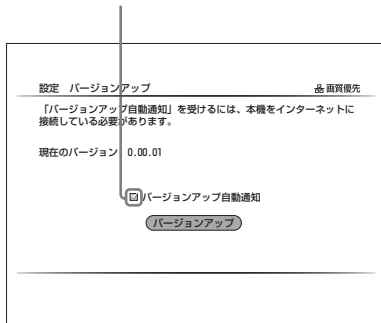 設定 バージョンアップ
画質優先
「バージョンアップ自動通知」を受けるには、本機をインターネットに
接続している必要があります。
現在のバージョン 0.00.01
バージョンアップ自動通知
バージョンアップ